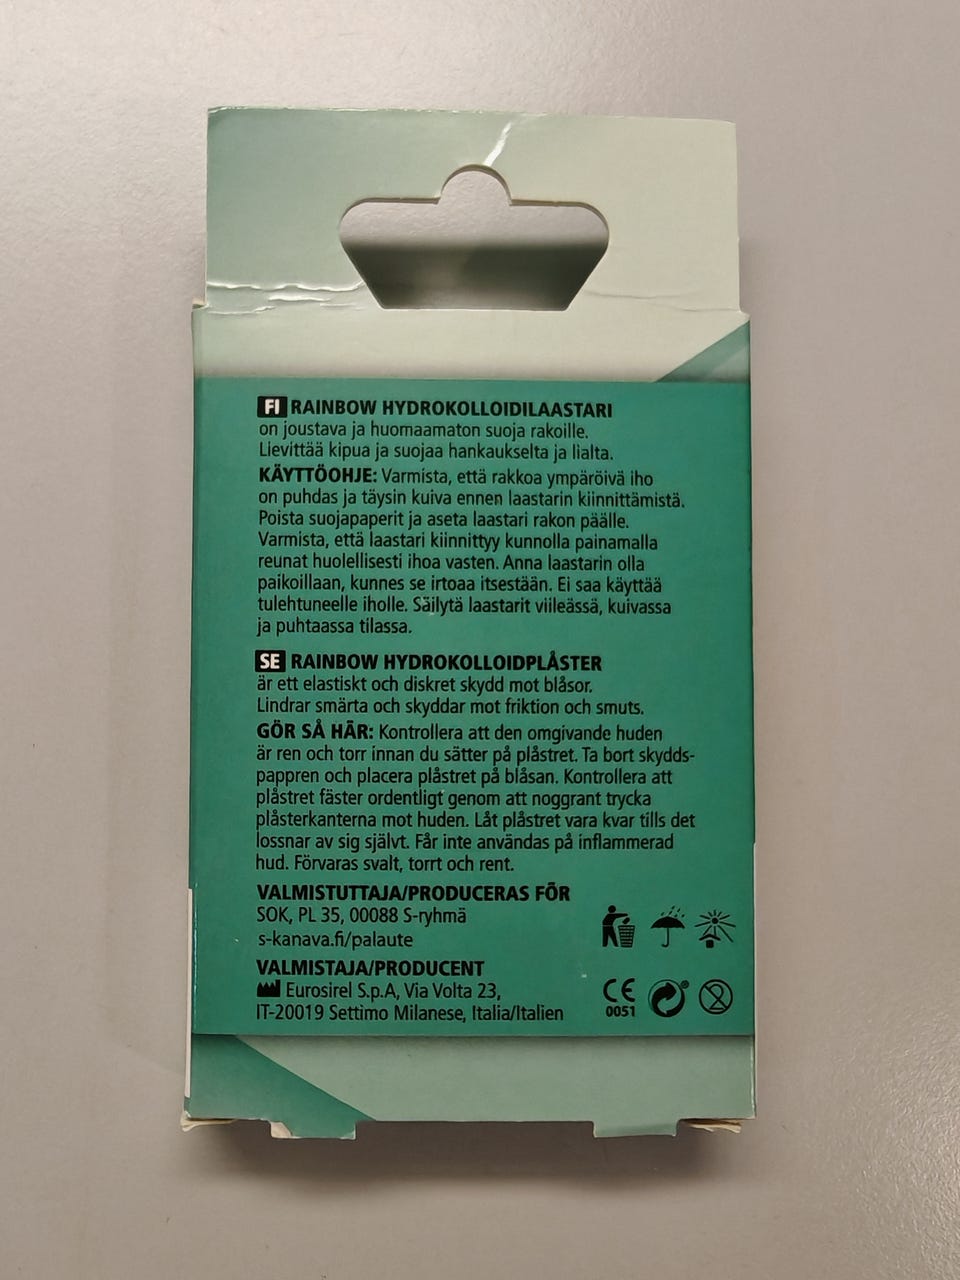 FI RAINBOW HYDROKOLLOIDILAASTARI
on joustava ja huomaamaton suoja rakoille.
Lievittää kipua ja suojaa hankaukselta ja lialta.
KÄYTTÖOHJE: Varmista, että rakkoa ympäröivä iho
on puhdas ja täysin kuiva ennen laastarin kiinnittämistä.
Poista suojapaperit ja aseta laastari rakon päälle.
Varmista, että laastari kiinnittyy kunnolla painamalla
reunat huolellisesti ihoa vasten. Anna laastarin olla
paikoillaan, kunnes se irtoaa itsestään. Ei saa käyttää
tulehtuneelle iholle. Säilytä laastarit viileässä, kuivassa
ja puhtaassa tilassa.
SE RAINBOW HYDROKOLLOIDPLÅSTER
är ett elastiskt och diskret skydd mot blåsor.
Lindrar smärta och skyddar mot friktion och smuts.
GÖR SÅ HÄR: Kontrollera att den omgivande huden
är ren och torr innan du sätter på plåstret. Ta bort skydds-
pappren och placera plåstret på blåsan. Kontrollera att
plåstret fäster ordentligt genom att noggrant trycka
plåsterkanterna mot huden. Låt plåstret vara kvar tills det
lossnar av sig självt. Får inte användas på inflammerad
hud. Förvaras svalt, torrt och rent.
VALMISTUTTAJA/PRODUCERAS FÖR
SOK, PL 35, 00088 S-ryhmä
s-kanava.fi/palaute
VALMISTAJA/PRODUCENT
Eurosirel S.p.A, Via Volta 23,
IT-20019 Settimo Milanese, Italia/Italien
CE
0051
2